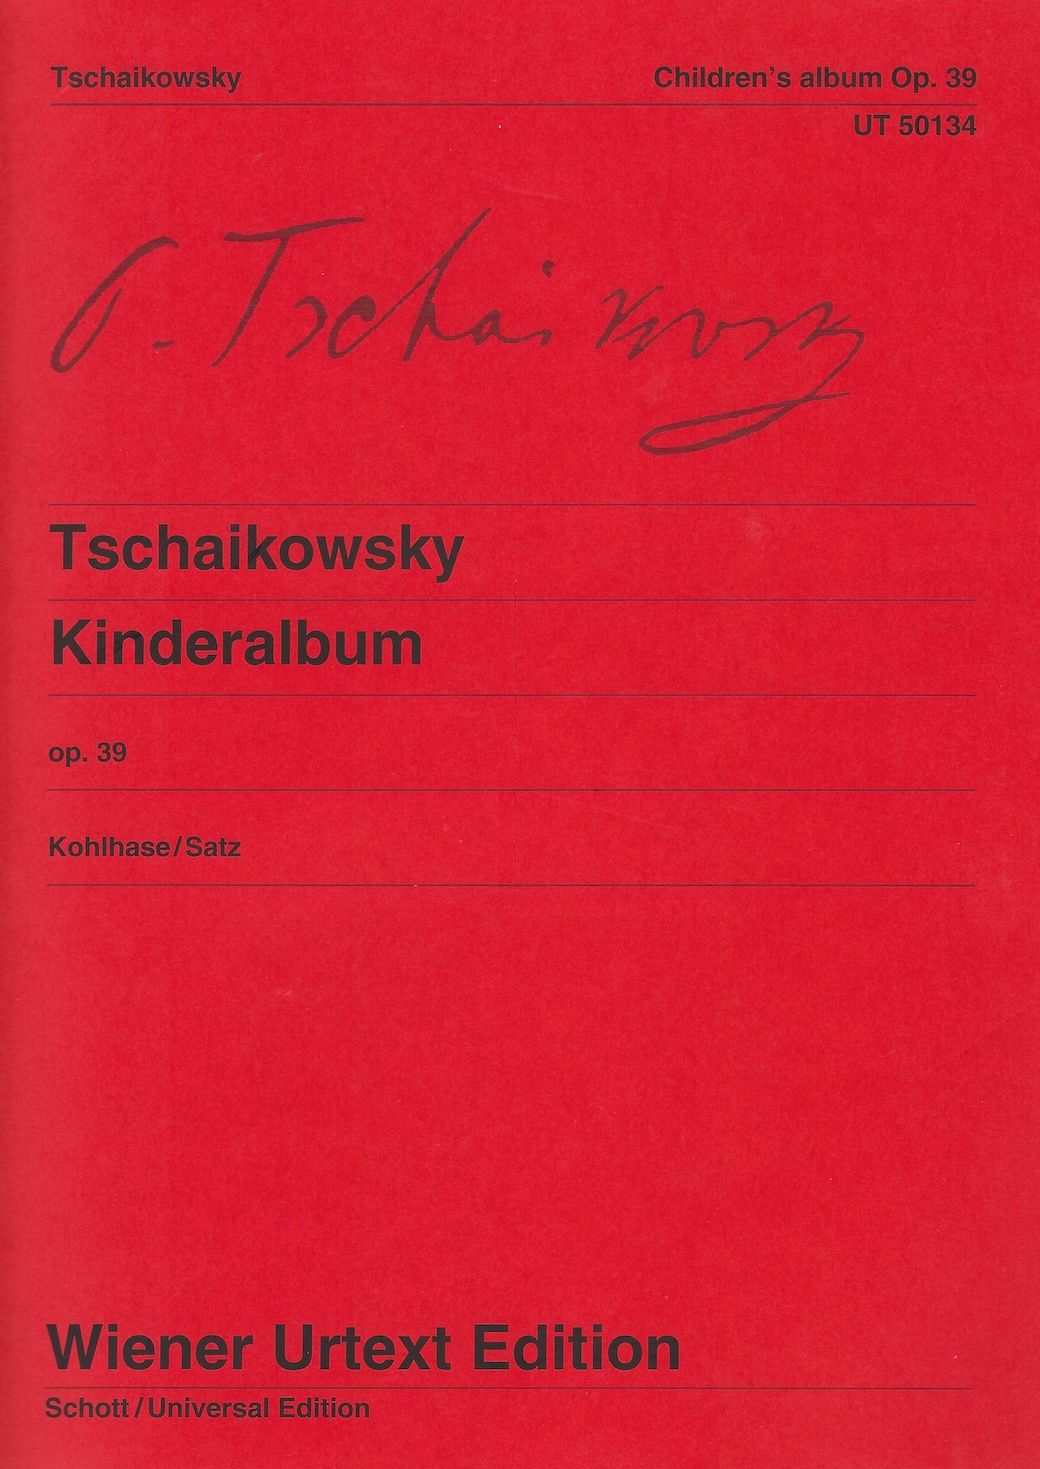 Tschaikowsky
Children’s album Op. 39
UT 50134
P. Tschaikovsky
Tschaikowsky
Kinderalbum
op. 39
Kohlhase/Satz
Wiener Urtext Edition
Schott/Universal Edition